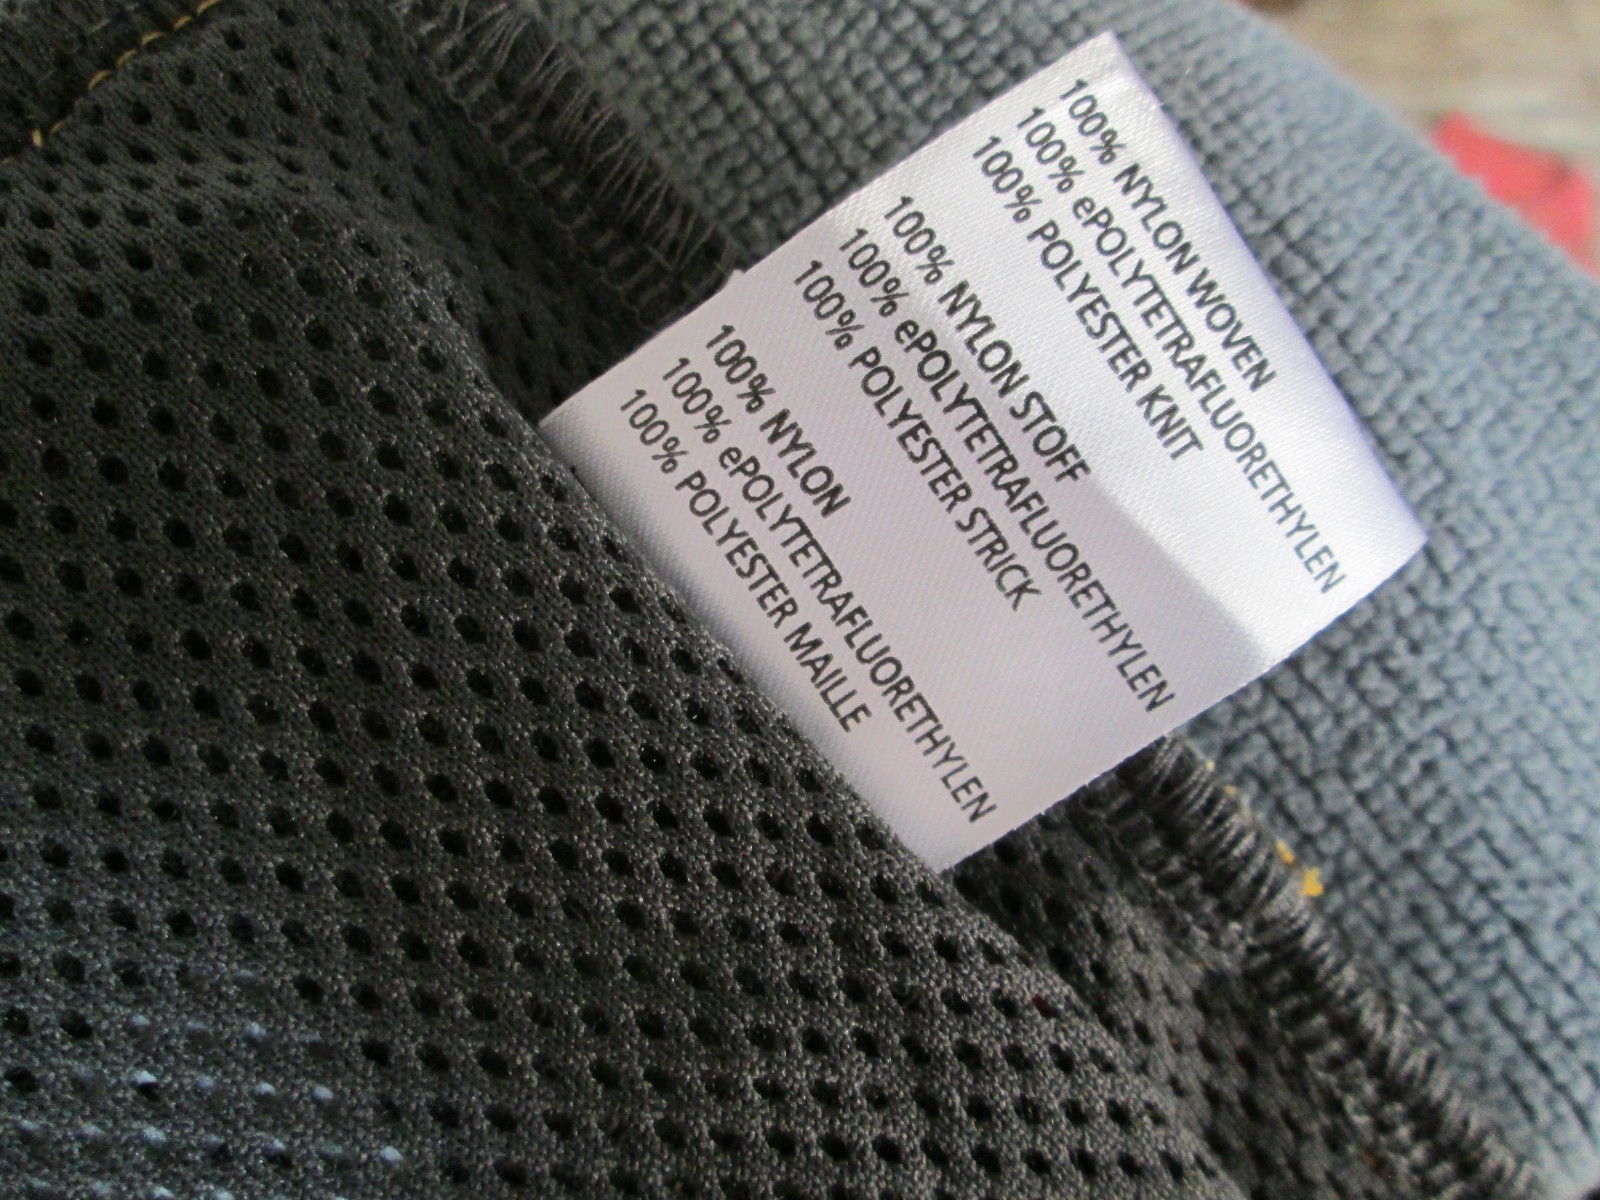 100% NYLON WOVEN
100% ePOLYTETRAFLUORETHYLEN
100% POLYESTER KNIT
100% NYLON STOFF
100% ePOLYTETRAFLUORETHYLEN
100% POLYESTER STRICK
100% NYLON
100% ePOLYTETRAFLUORETHYLEN
100% POLYESTER MAILLE